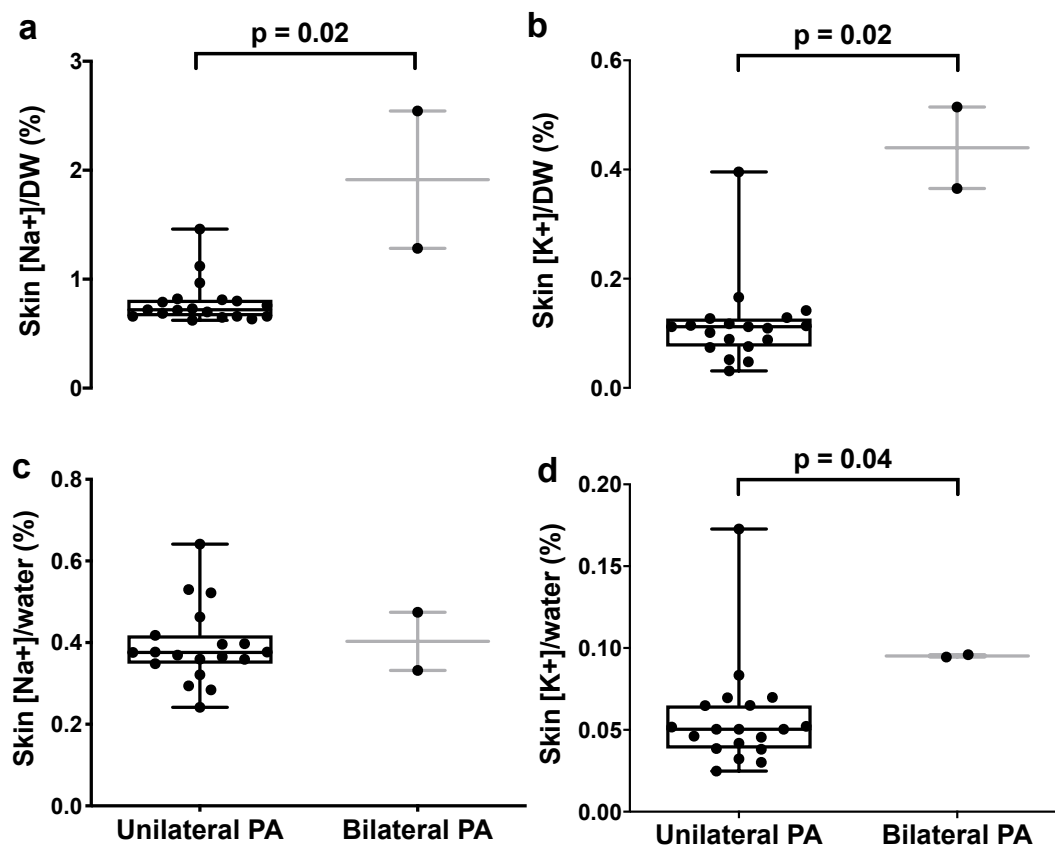 a
p = 0.02
Skin [Na+]/DW (%)
3
2
1
0
b
p = 0.02
Skin [K+]/DW (%)
0.6
0.4
0.2
0.0
c
Skin [Na+]/water (%)
0.8
0.6
0.4
0.2
0.0
Unilateral PA
Bilateral PA
d
p = 0.04
Skin [K+]/water (%)
0.20
0.15
0.10
0.05
0.00
Unilateral PA
Bilateral PA